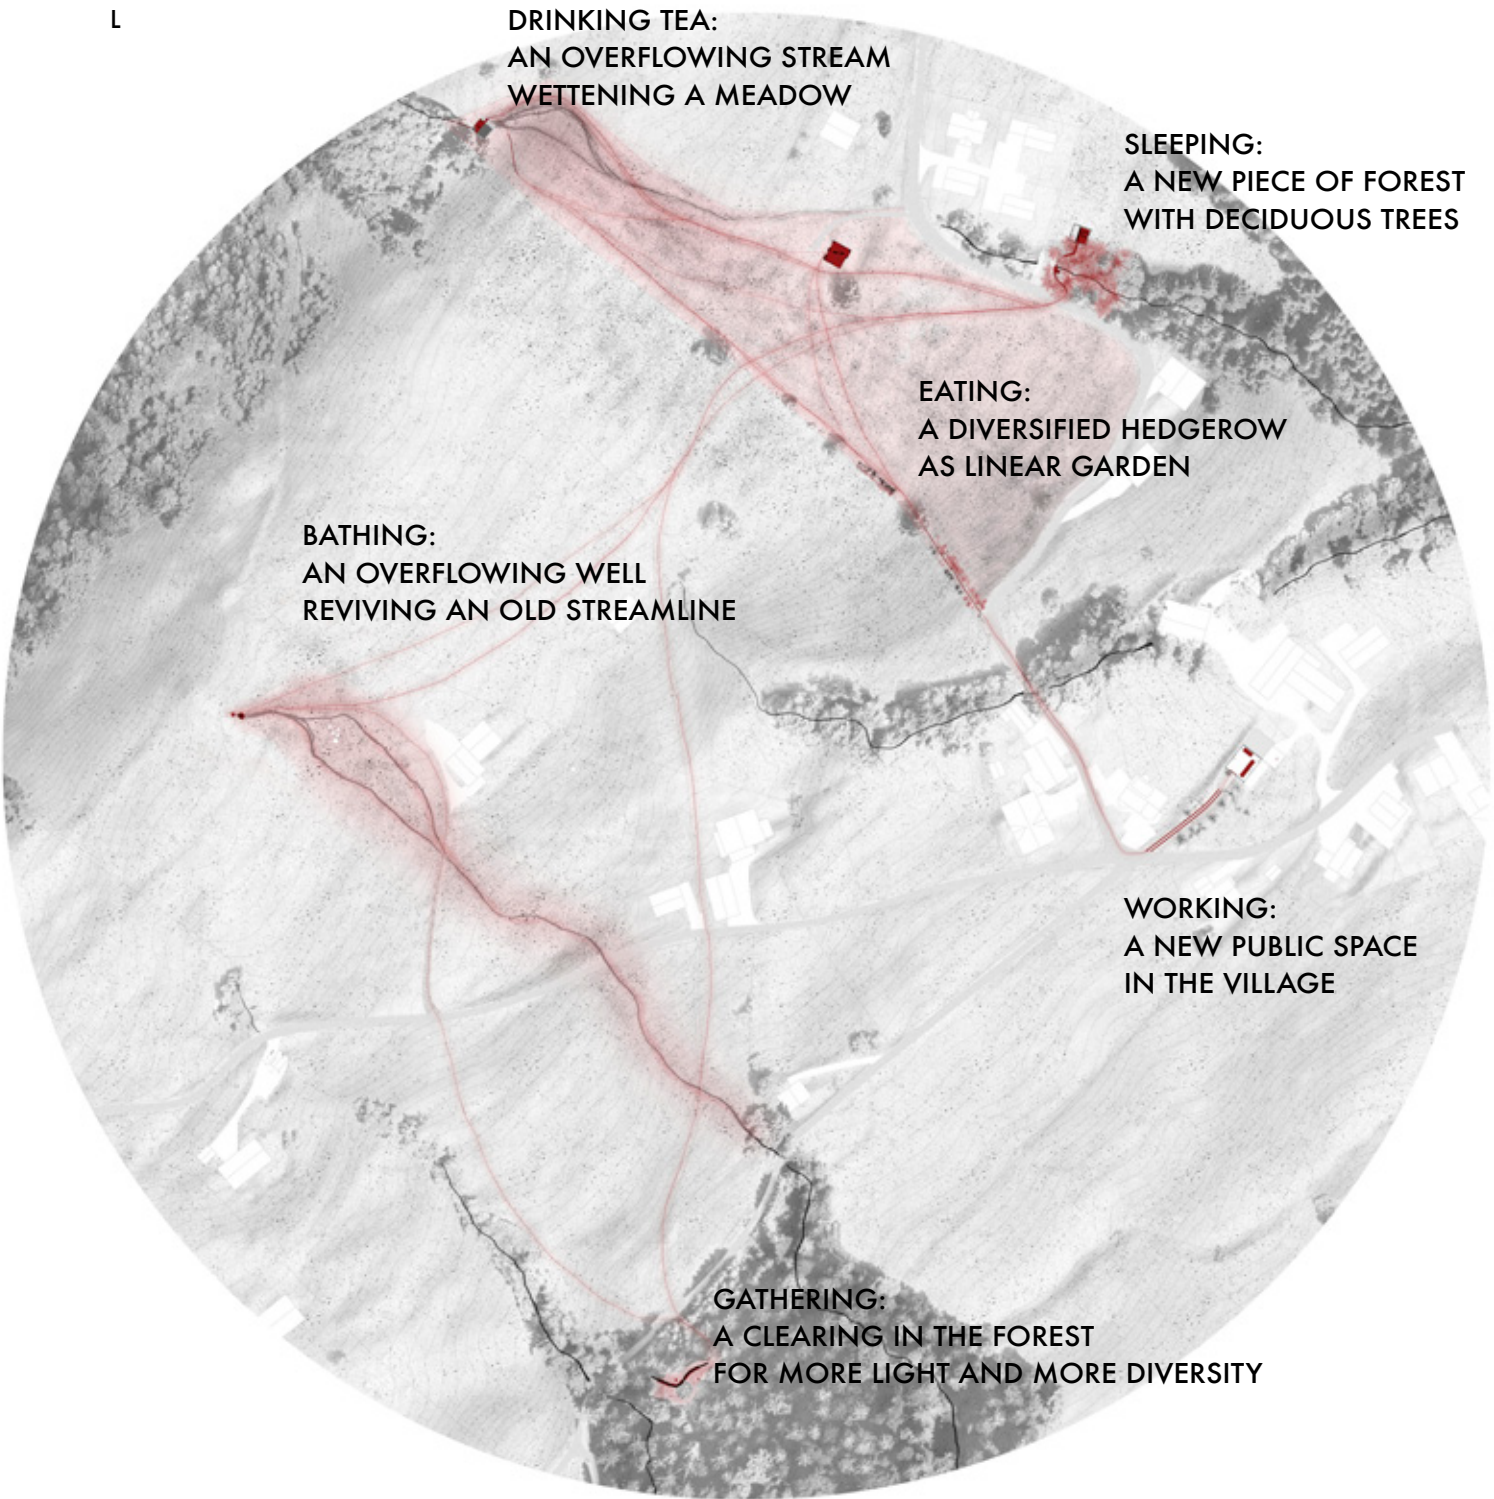 L
DRINKING TEA:
AN OVERFLOWING STREAM
WETTENING A MEADOW
SLEEPING:
A NEW PIECE OF FOREST
WITH DECIDUOUS TREES
EATING:
A DIVERSIFIED HEDGEROW
AS LINEAR GARDEN
BATHING:
AN OVERFLOWING WELL
REVIVING AN OLD STREAMLINE
WORKING:
A NEW PUBLIC SPACE
IN THE VILLAGE
GATHERING:
A CLEARING IN THE FOREST
FOR MORE LIGHT AND MORE DIVERSITY